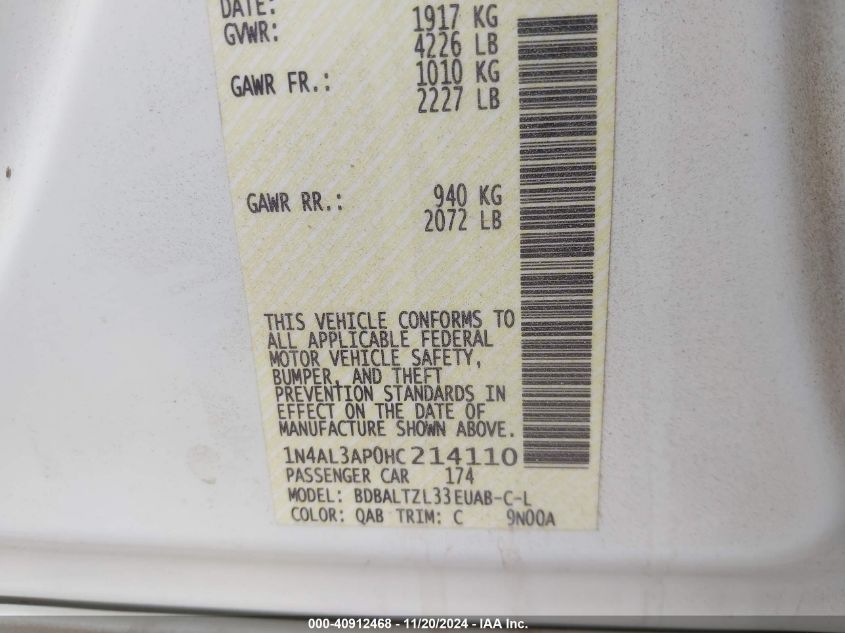 DATE:
GVWR: 1917 KG
4226 LB
GAWR FR.: 1010 KG
2227 LB
GAWR RR.: 940 KG
2072 LB
THIS VEHICLE CONFORMS TO
ALL APPLICABLE FEDERAL
MOTOR VEHICLE SAFETY,
BUMPER, AND THEFT
PREVENTION STANDARDS IN
EFFECT ON THE DATE OF
MANUFACTURE SHOWN ABOVE.
1N4AL3AP0HC214110
PASSENGER CAR 174
MODEL: BDBALTZL33EUAB-C-L
COLOR: QAB TRIM: C 9N00A
000-40912468 - 11/20/2024 - IAA Inc.